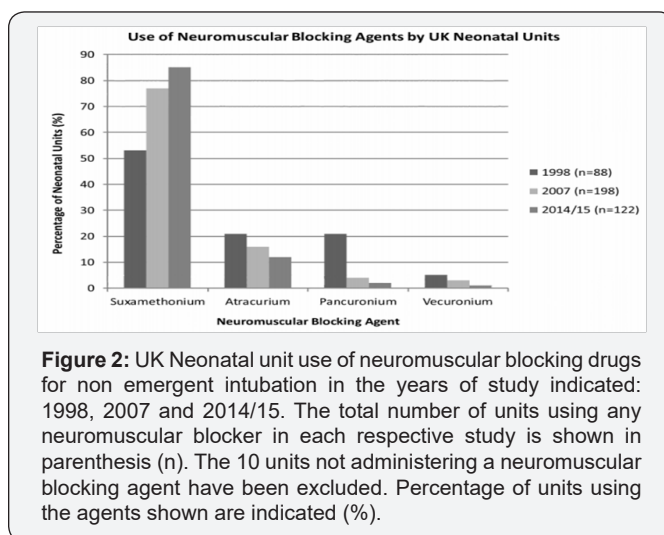 Use of Neuromuscular Blocking Agents by UK Neonatal Units
Percentage of Neonatal Units (%)
90
80
70
60
50
40
30
20
10
0
Suxamethonium Atracurium Pancuronium Vecuronium
Neuromuscular Blocking Agent
1998 (n=88)
2007 (n=198)
2014/15 (n=122)
Figure 2: UK Neonatal unit use of neuromuscular blocking drugs
for non emergent intubation in the years of study indicated:
1998, 2007 and 2014/15. The total number of units using any
neuromuscular blocker in each respective study is shown in
parenthesis (n). The 10 units not administering a neuromuscular
blocking agent have been excluded. Percentage of units using
the agents shown are indicated (%).